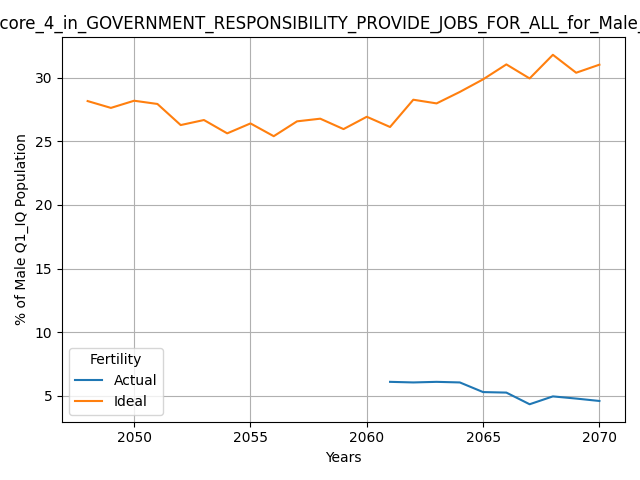 core_4_in_GOVERNMENT_RESPONSIBILITY_PROVIDE_JOBS_FOR_ALL_for_Male_
% of Male Q1_IQ Population
30
25
20
15
10
5
Fertility
Actual
Ideal
2050 2055 2060 2065 2070
Years